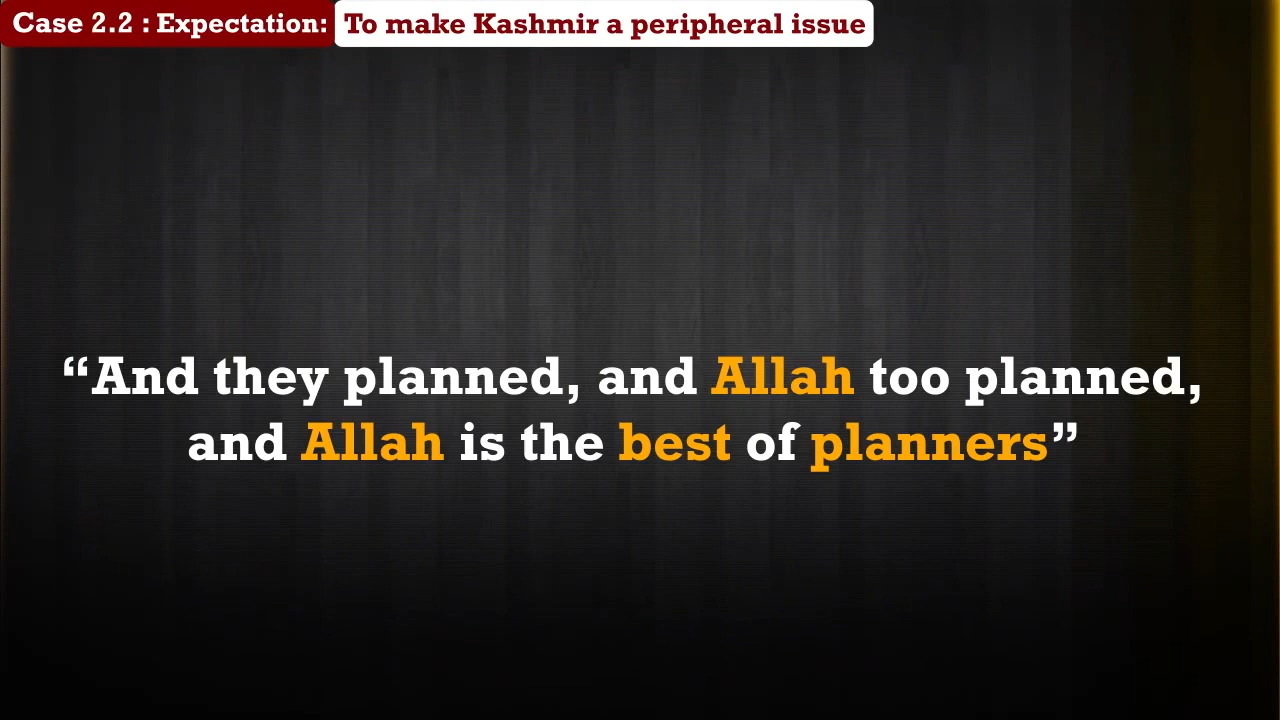 Case 2.2 : Expectation: To make Kashmir a peripheral issue
“And they planned, and Allah too planned,
and Allah is the best of planners”